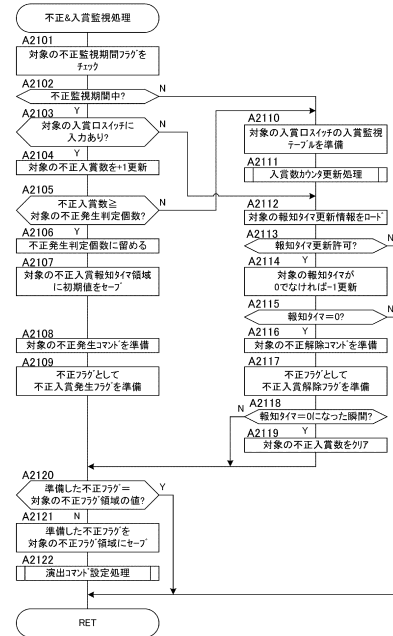 不正&入賞監視処理
A2101
対象の不正監視期間フラグを
チェック
A2102
不正監視期間中?
N
Y
A2103
対象の入賞口スイッチに
入力あり?
N
Y
A2104
対象の不正入賞数を+1更新
A2105
不正入賞数≧
対象の不正発生判定個数?
N
Y
A2106
不正発生判定個数に留める
A2107
対象の不正入賞報知タイマ領域
に初期値をセーブ
A2108
対象の不正発生コマンドを準備
A2109
不正フラグとして
不正入賞発生フラグを準備
A2110
対象の入賞口スイッチの入賞監視
テーブルを準備
A2111
入賞数カウンタ更新処理
A2112
対象の報知タイマ更新情報をロード
A2113
報知タイマ更新許可?
N
Y
A2114
対象の報知タイマが
0でなければ-1更新
A2115
報知タイマ=0?
N
Y
A2116
対象の不正解除コマンドを準備
A2117
不正フラグとして
不正入賞解除フラグを準備
A2118
報知タイマ=0になった瞬間?
N
Y
A2119
対象の不正入賞数をクリア
A2120
準備した不正フラグ=
対象の不正フラグ領域の値?
Y
N
A2121
準備した不正フラグを
対象の不正フラグ領域にセーブ
A2122
演出コマンド設定処理
RET